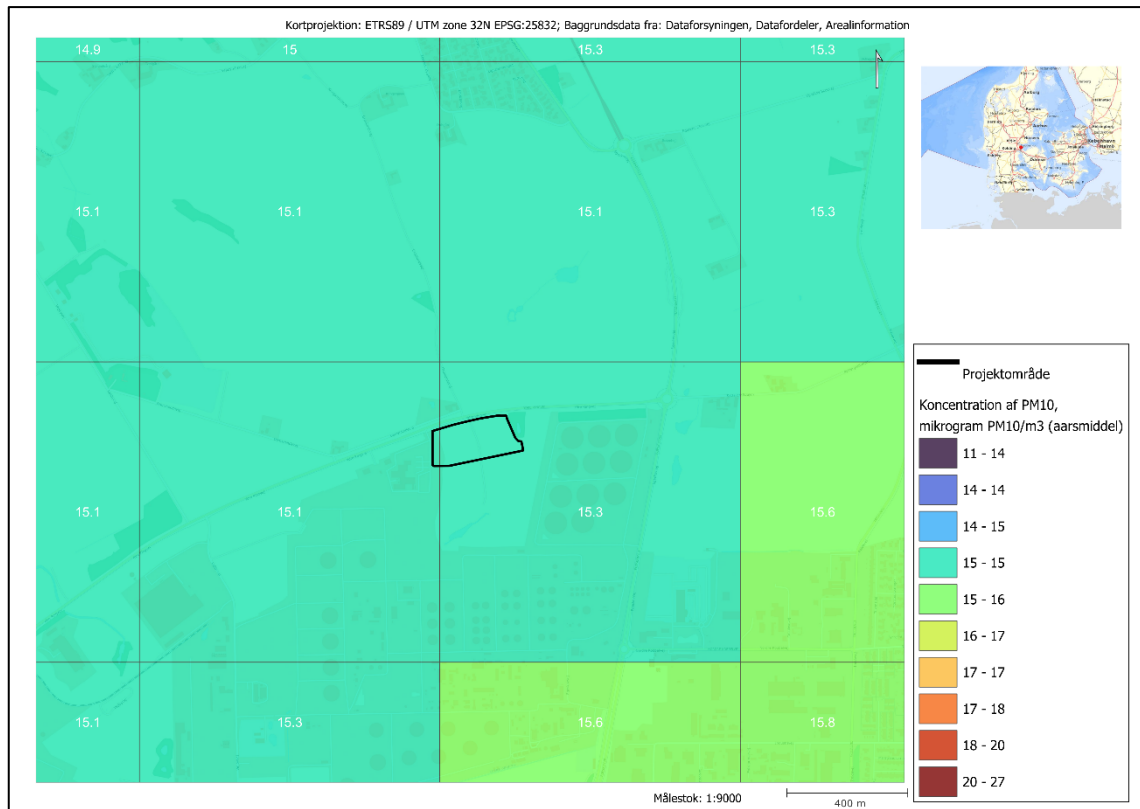 Kortprojektion: ETRS89 / UTM zone 32N EPSG:25832; Baggrundsdata fra: Dataforsyningen, Datafordeler, Arealinformation
14.9 15 15.3 15.3
15.1 15.1 15.1 15.3
15.1 15.1 15.3 15.6
15.1 15.3 15.6 15.8
Projektområde
Koncentration af PM10,
mikrogram PM10/m3 (aarsmiddel)
11 - 14
14 - 14
14 - 15
15 - 15
15 - 16
16 - 17
17 - 17
17 - 18
18 - 20
20 - 27
Målestok: 1:9000
400 m